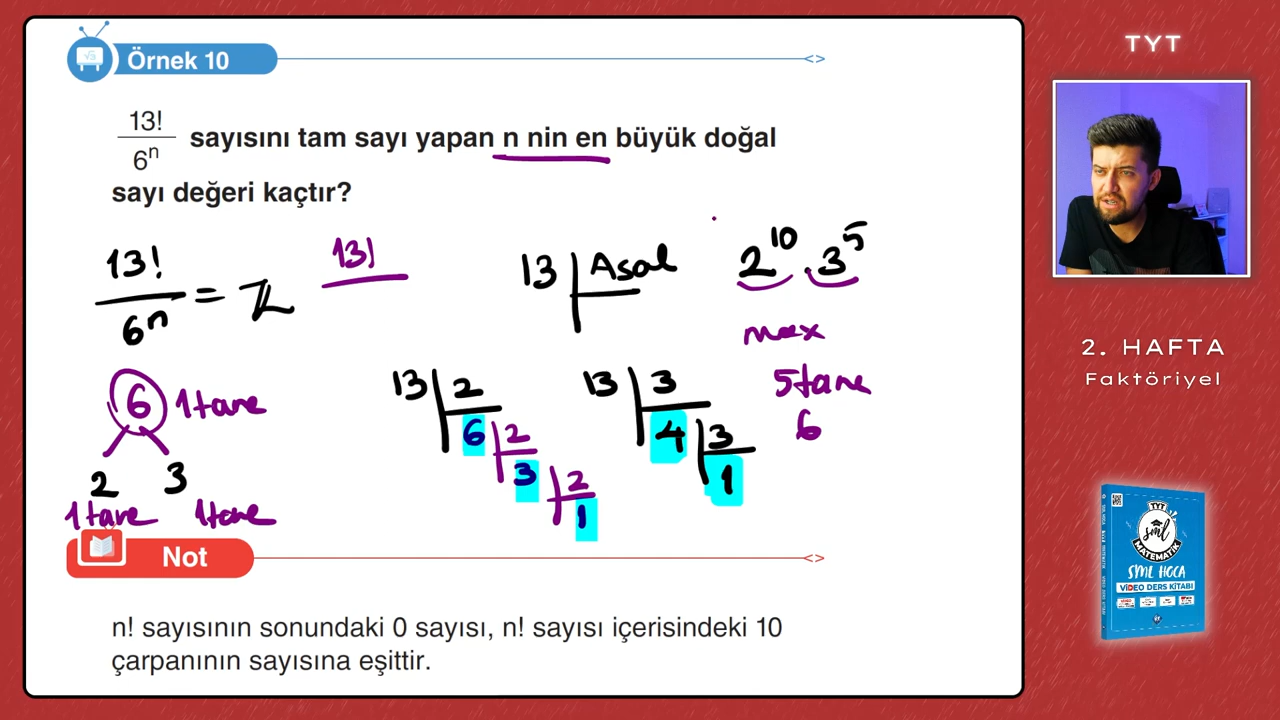 Örnek 10
<>
13!
6ⁿ
sayısını tam sayı yapan n nin en büyük doğal
sayı değeri kaçtır?
13!
6ⁿ
= ℤ
13!
13 | Asal
2¹⁰ . 3⁵
max
5 tane
6
6 1 tane
2 3
1 tane 1 tane
13 | 2
6 | 2
3 | 2
1
13 | 3
4 | 3
1
Not
<>
n! sayısının sonundaki 0 sayısı, n! sayısı içerisindeki 10
çarpanının sayısına eşittir.
TYT
2. HAFTA
Faktöriyel
TYT
sml
MATEMATİK
SML HOCA
VİDEO DERS KİTABI